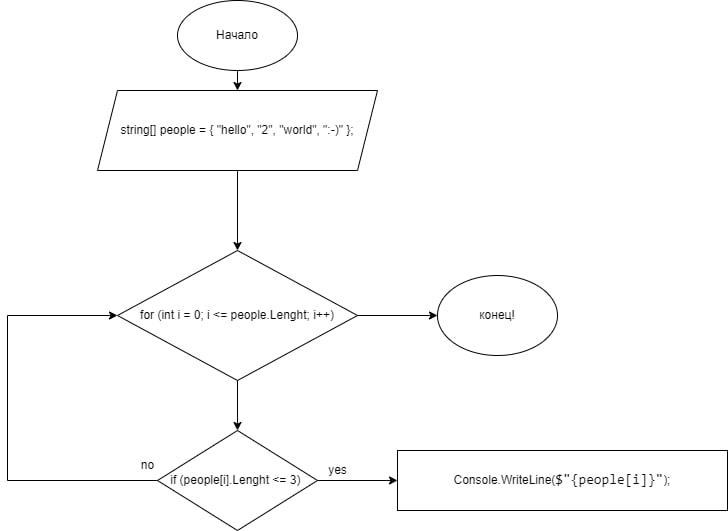 Начало
string[] people = { "hello", "2", "world", ":-)" };
for (int i = 0; i <= people.Lenght; i++)
конец!
no
if (people[i].Lenght <= 3)
yes
Console.WriteLine($"{people[i]}");